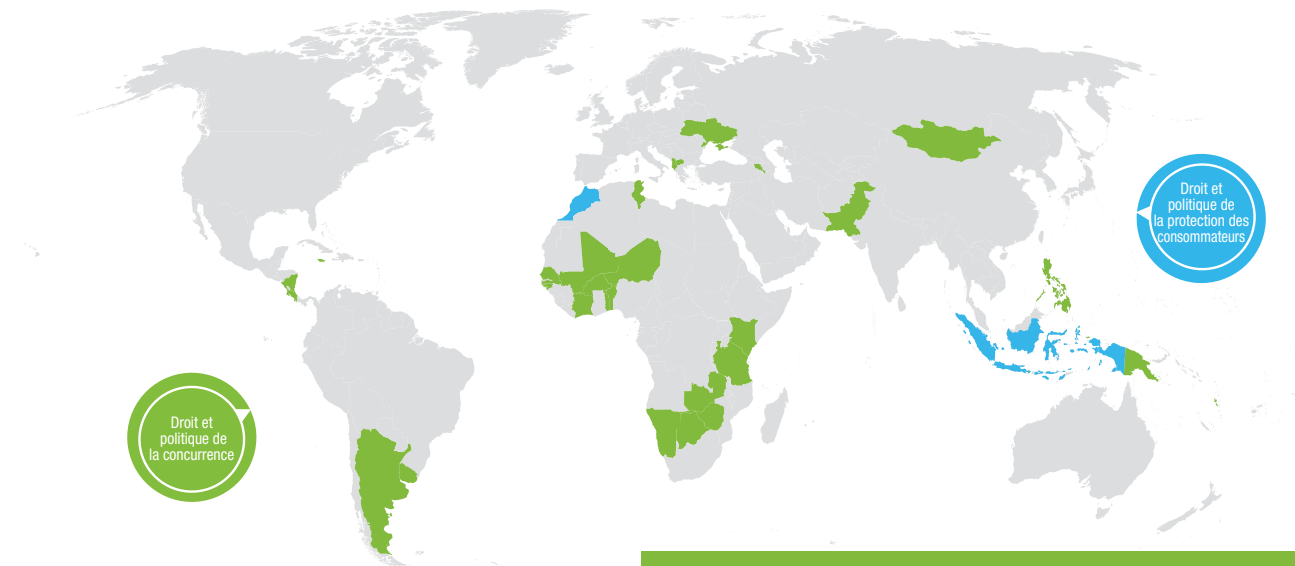 Droit et
politique de
la protection des
consommateurs
Droit et
politique de
la concurrence